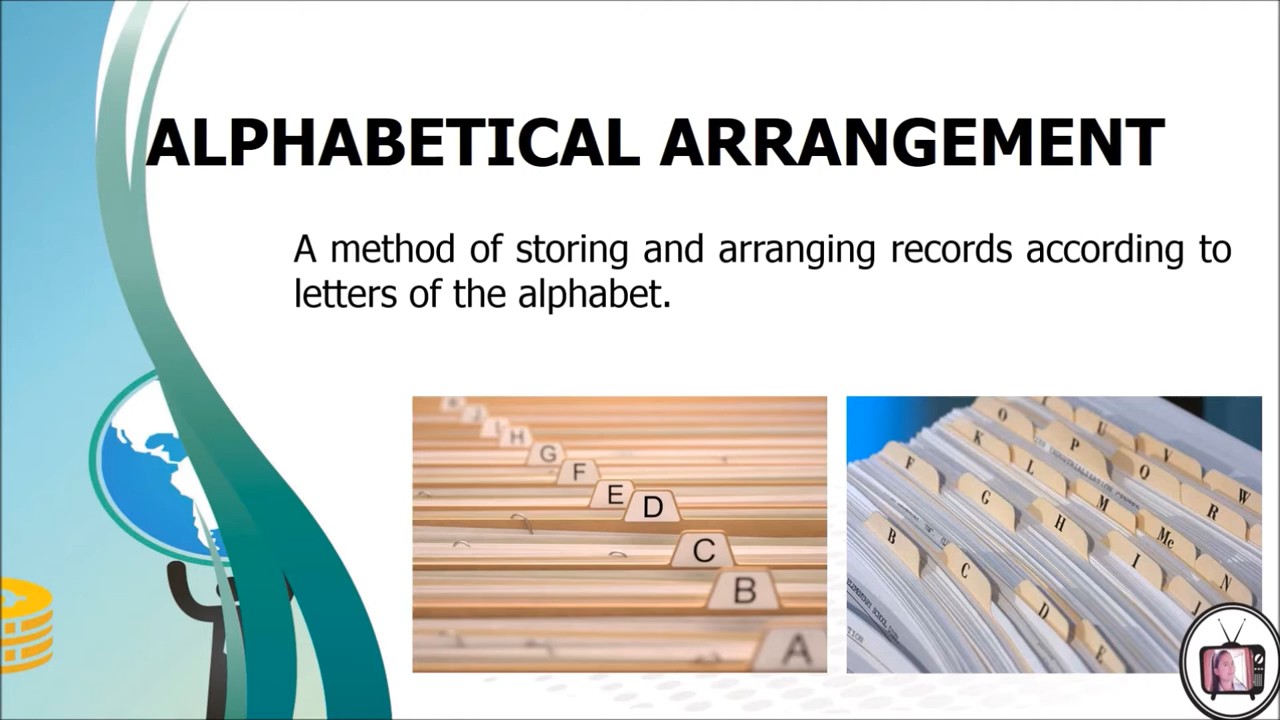 ALPHABETICAL ARRANGEMENT
A method of storing and arranging records according to
letters of the alphabet.
H
G
F
E
D
C
B
A
O
U
K
P
V
F
L
Q
W
G
M
R
B
H
Mc
C
I
N
D
J
E